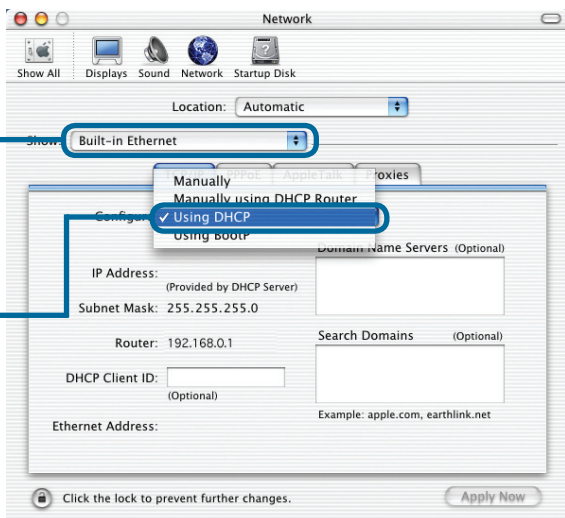 Network
Show All Displays Sound Network Startup Disk
Location: Automatic
Show: Built-in Ethernet
TCP/IP PPPoE AppleTalk Proxies
Manually
Manually using DHCP Router
Configure: ✓ Using DHCP
Using BootP
Domain Name Servers (Optional)
IP Address:
(Provided by DHCP Server)
Subnet Mask: 255.255.255.0
Router: 192.168.0.1
Search Domains (Optional)
DHCP Client ID:
(Optional)
Example: apple.com, earthlink.net
Ethernet Address:
Click the lock to prevent further changes.
Apply Now